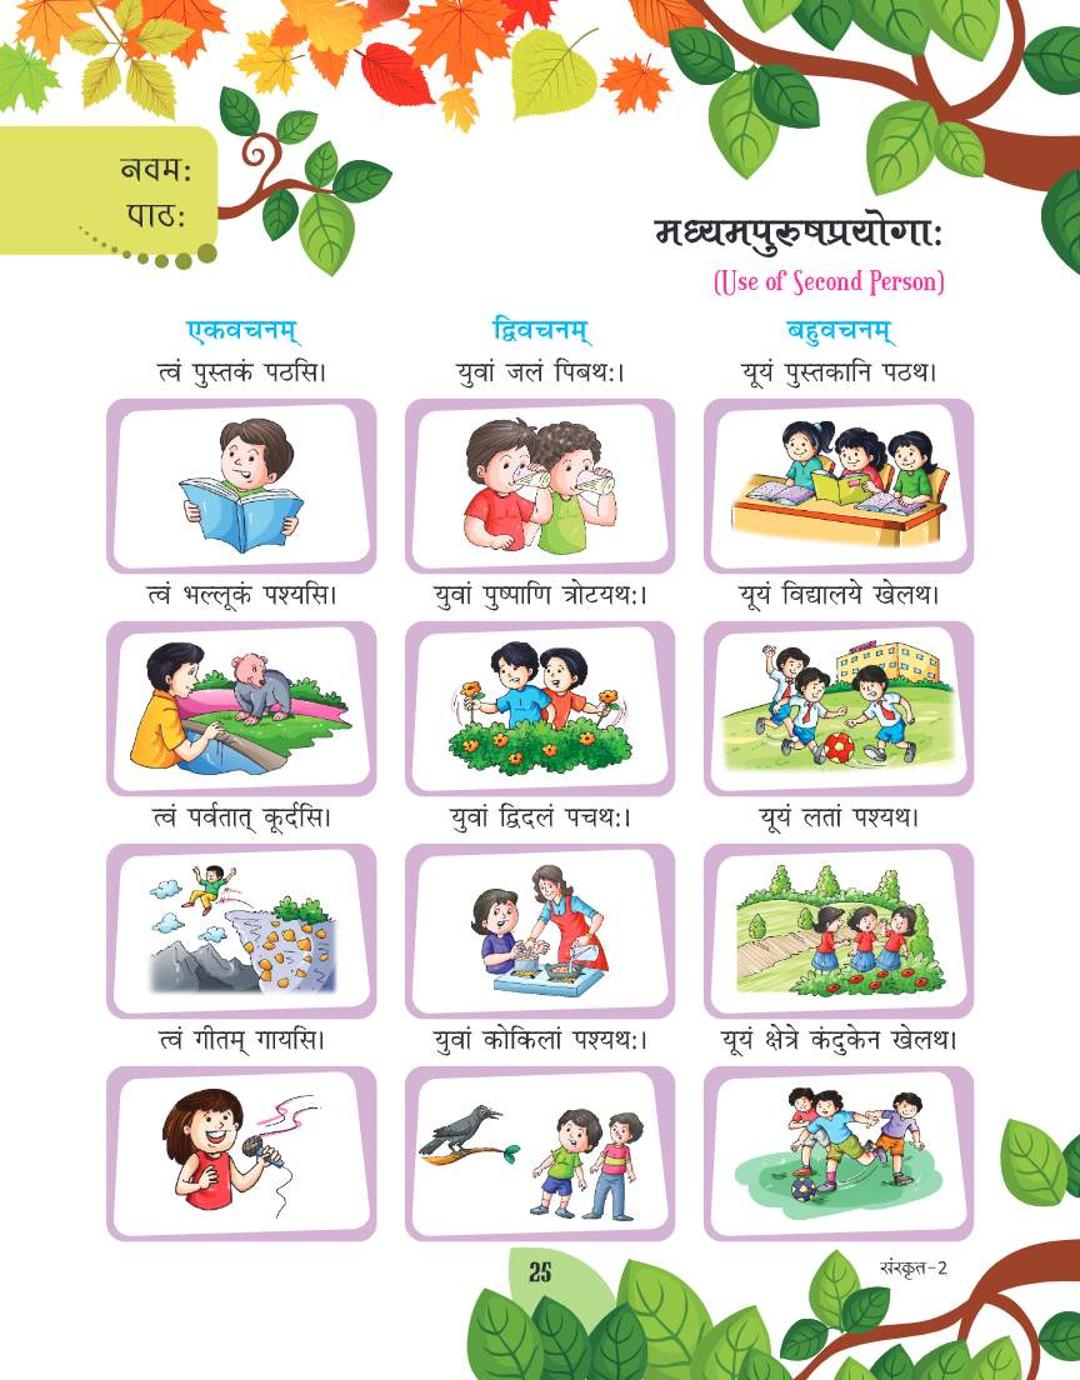 नवमः
पाठः
मध्यमपुरुषप्रयोगाः
(Use of Second Person)
एकवचनम् द्विवचनम् बहुवचनम्
त्वं पुस्तकं पठसि। युवां जलं पिबथः। यूयं पुस्तकानि पठथ।
त्वं भल्लूकं पश्यसि। युवां पुष्पाणि त्रोटयथः। यूयं विद्यालये खेलथ।
त्वं पर्वतात् कूर्दसि। युवां द्विदलं पचथः। यूयं लतां पश्यथ।
त्वं गीतम् गायसि। युवां कोकिलां पश्यथः। यूयं क्षेत्रे कंदुकेन खेलथ।
25
संस्कृत-2